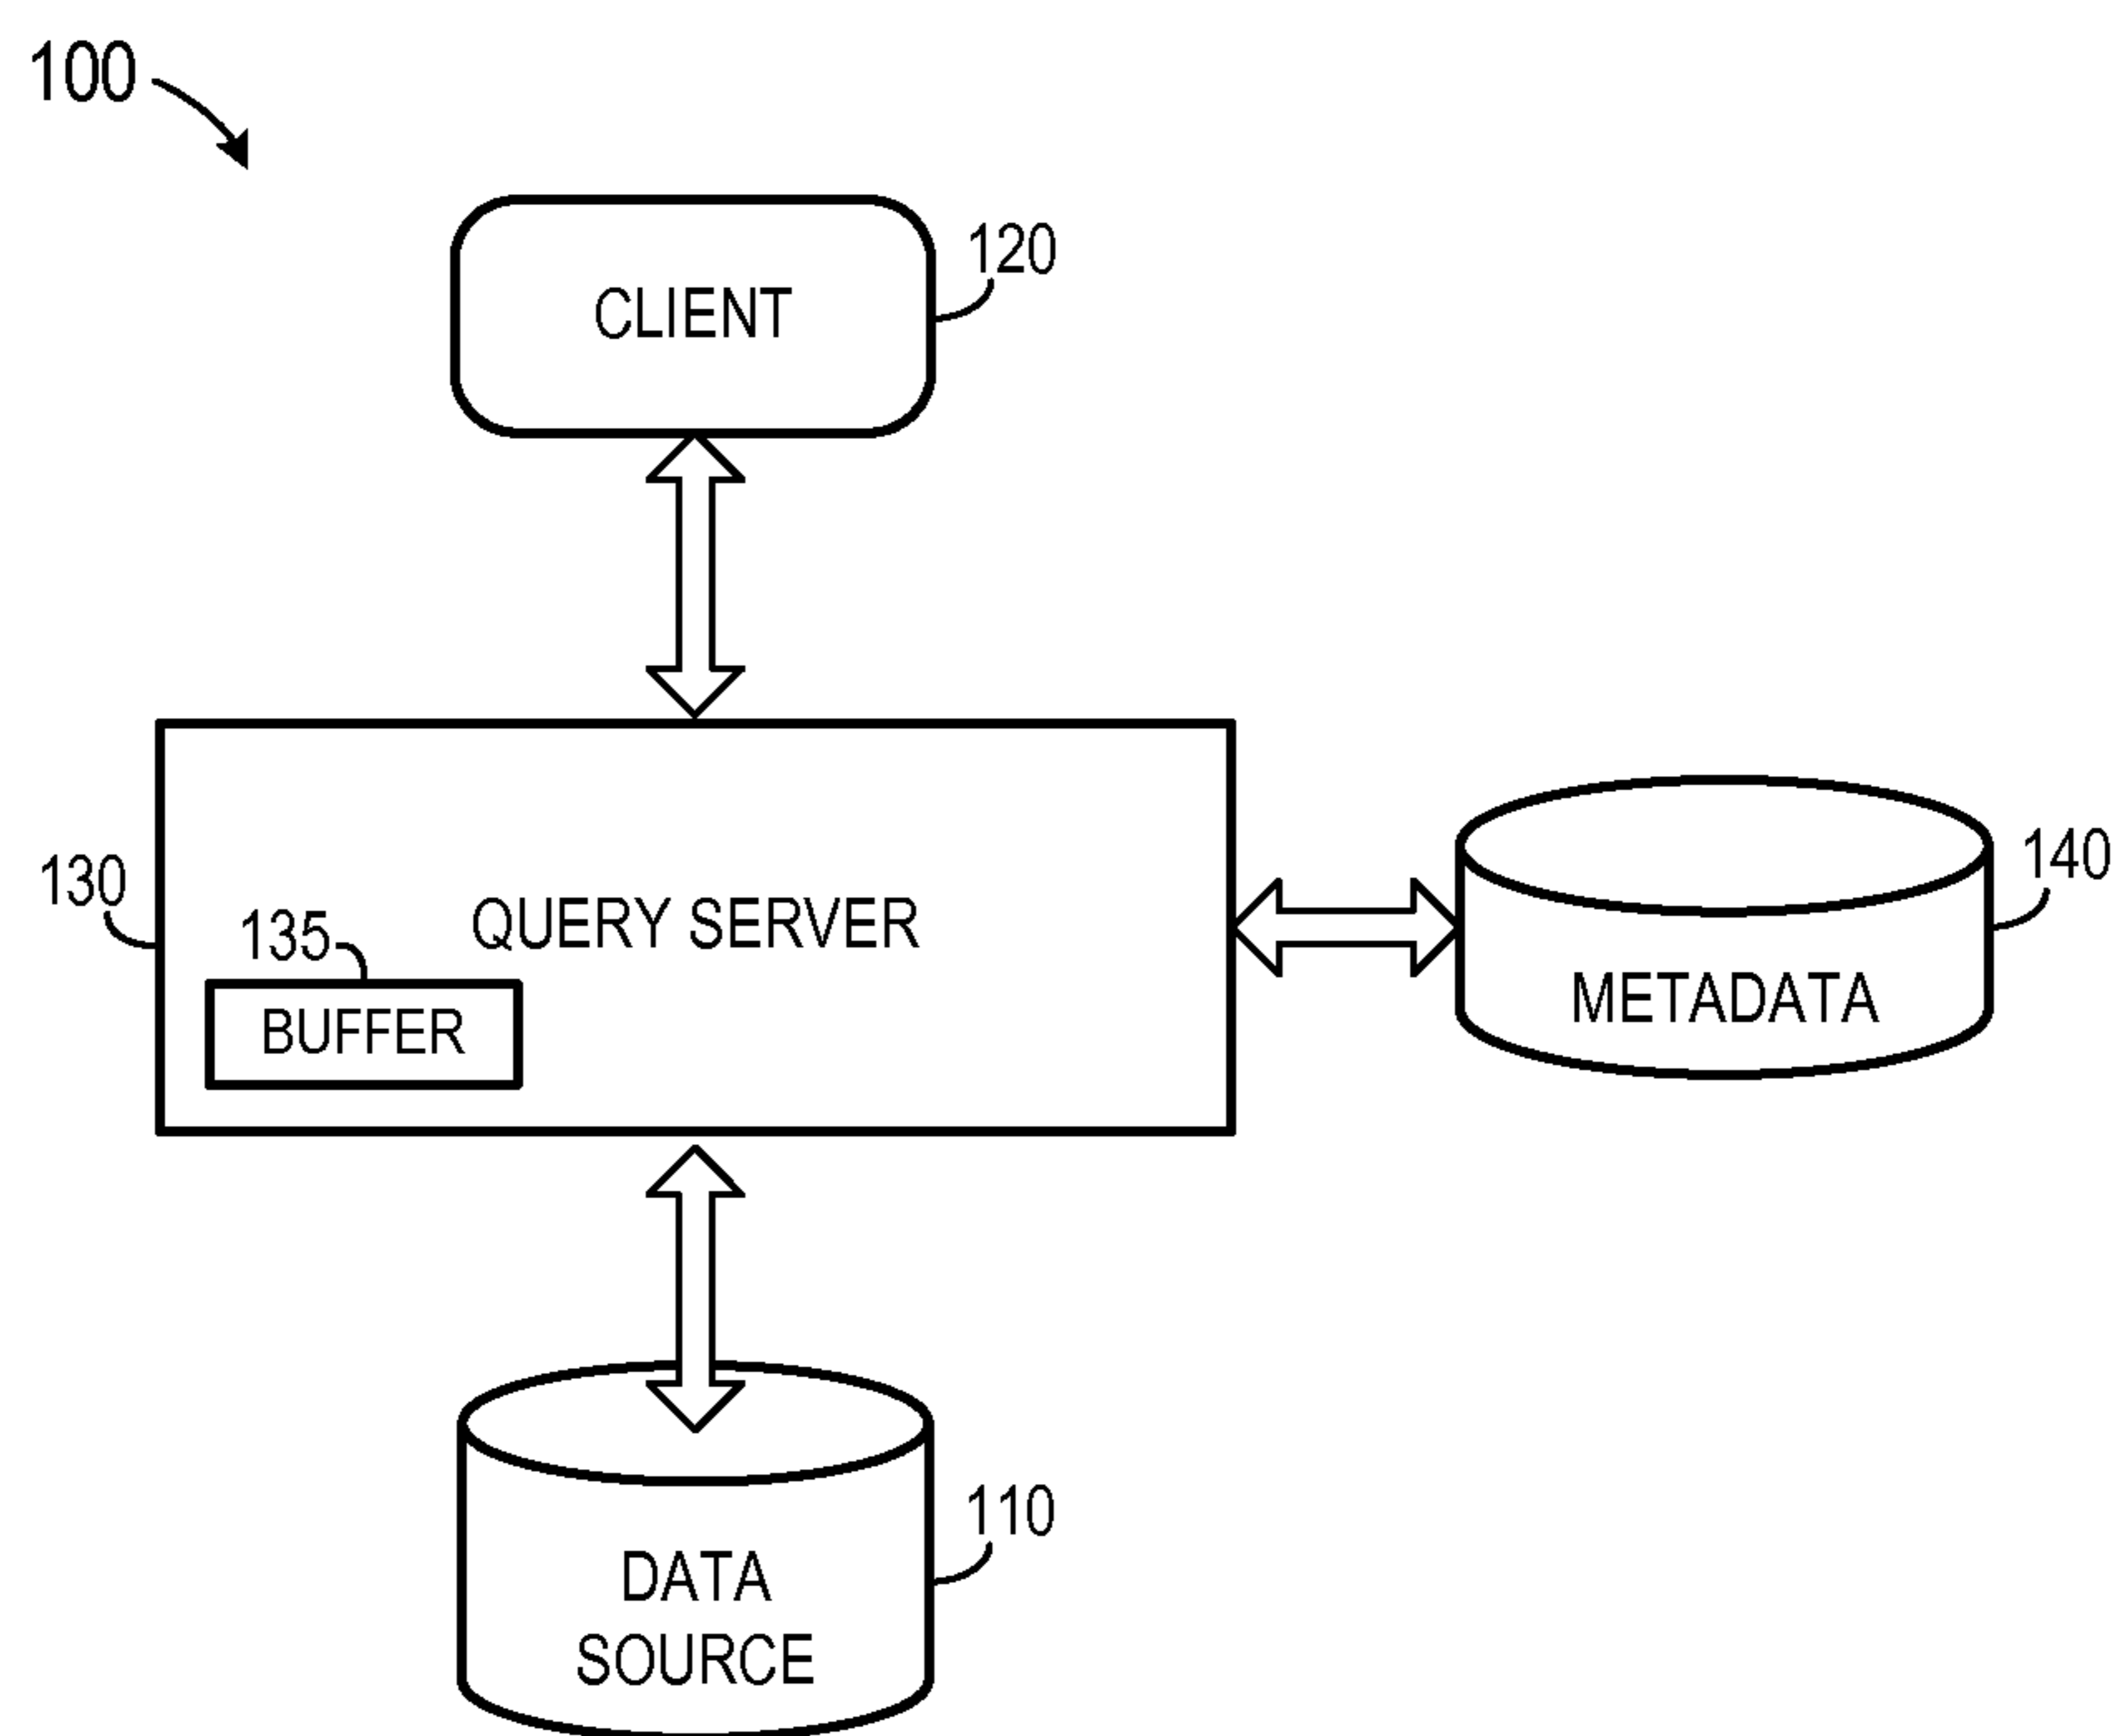 100
120
CLIENT
130
135
QUERY SERVER
BUFFER
140
METADATA
110
DATA
SOURCE